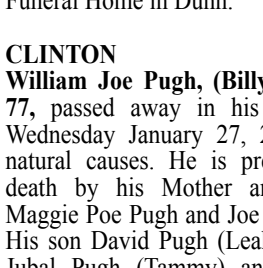 Funeral Home in Dunn.
CLINTON
William Joe Pugh, (Billy
77, passed away in his
Wednesday January 27,
natural causes. He is
death by his Mother
Maggie Poe Pugh and Joe
His son David Pugh
Jubal Pugh (Tammy)